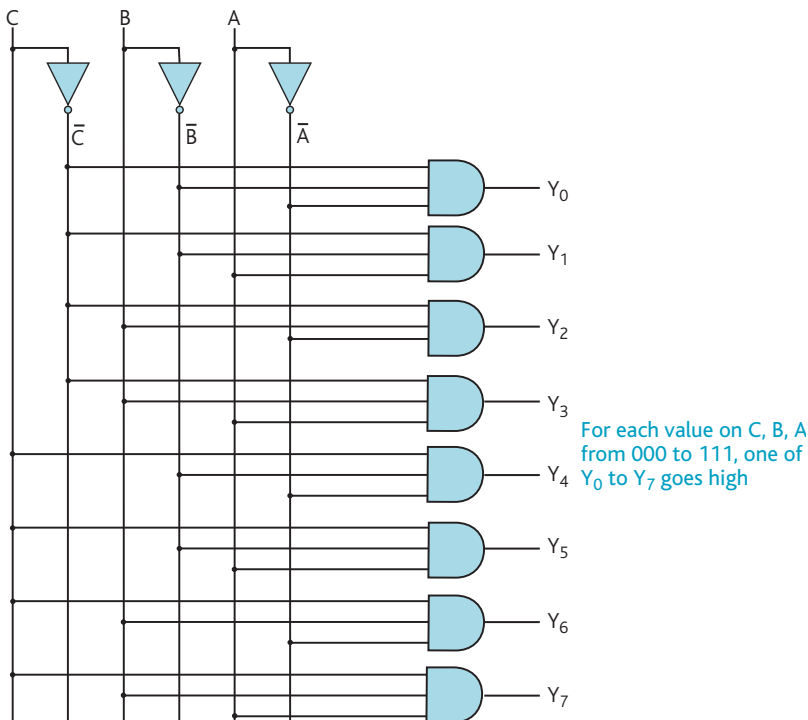 C B A
C̅ B̅ A̅
Y₀
Y₁
Y₂
Y₃
For each value on C, B, A
from 000 to 111, one of
Y₄ Y₀ to Y₇ goes high
Y₅
Y₆
Y₇